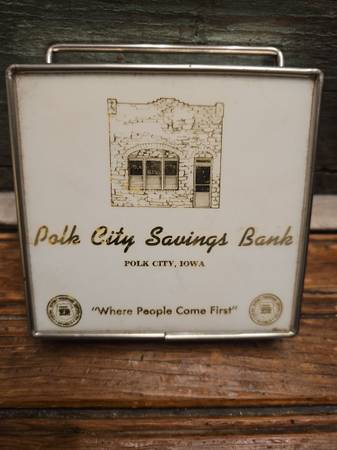 Polk City Savings Bank
POLK CITY, IOWA
"Where People Come First"